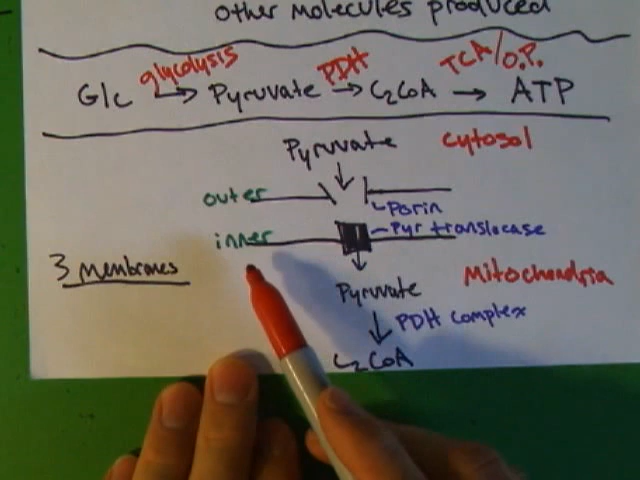 other molecules produced
glycolysis PDH TCA/O.P.
Glc → Pyruvate → C₂CoA → ATP
Pyruvate cytosol
outer
Porin
inner Pyr translocase
3 membranes
Pyruvate Mitochondria
PDH complex
C₂CoA